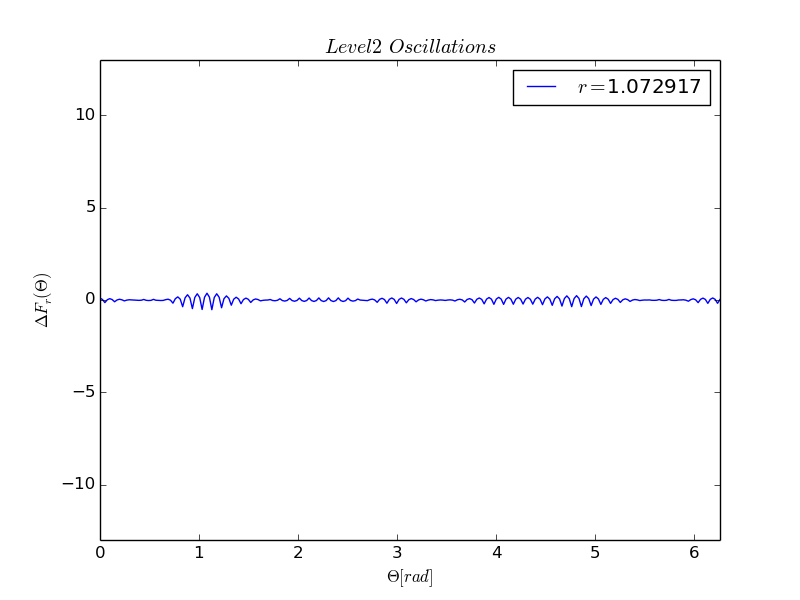 Level2 Oscillations
r=1.072917
10
5
0
−5
−10
ΔF_r(Θ)
0 1 2 3 4 5 6
Θ[rad]